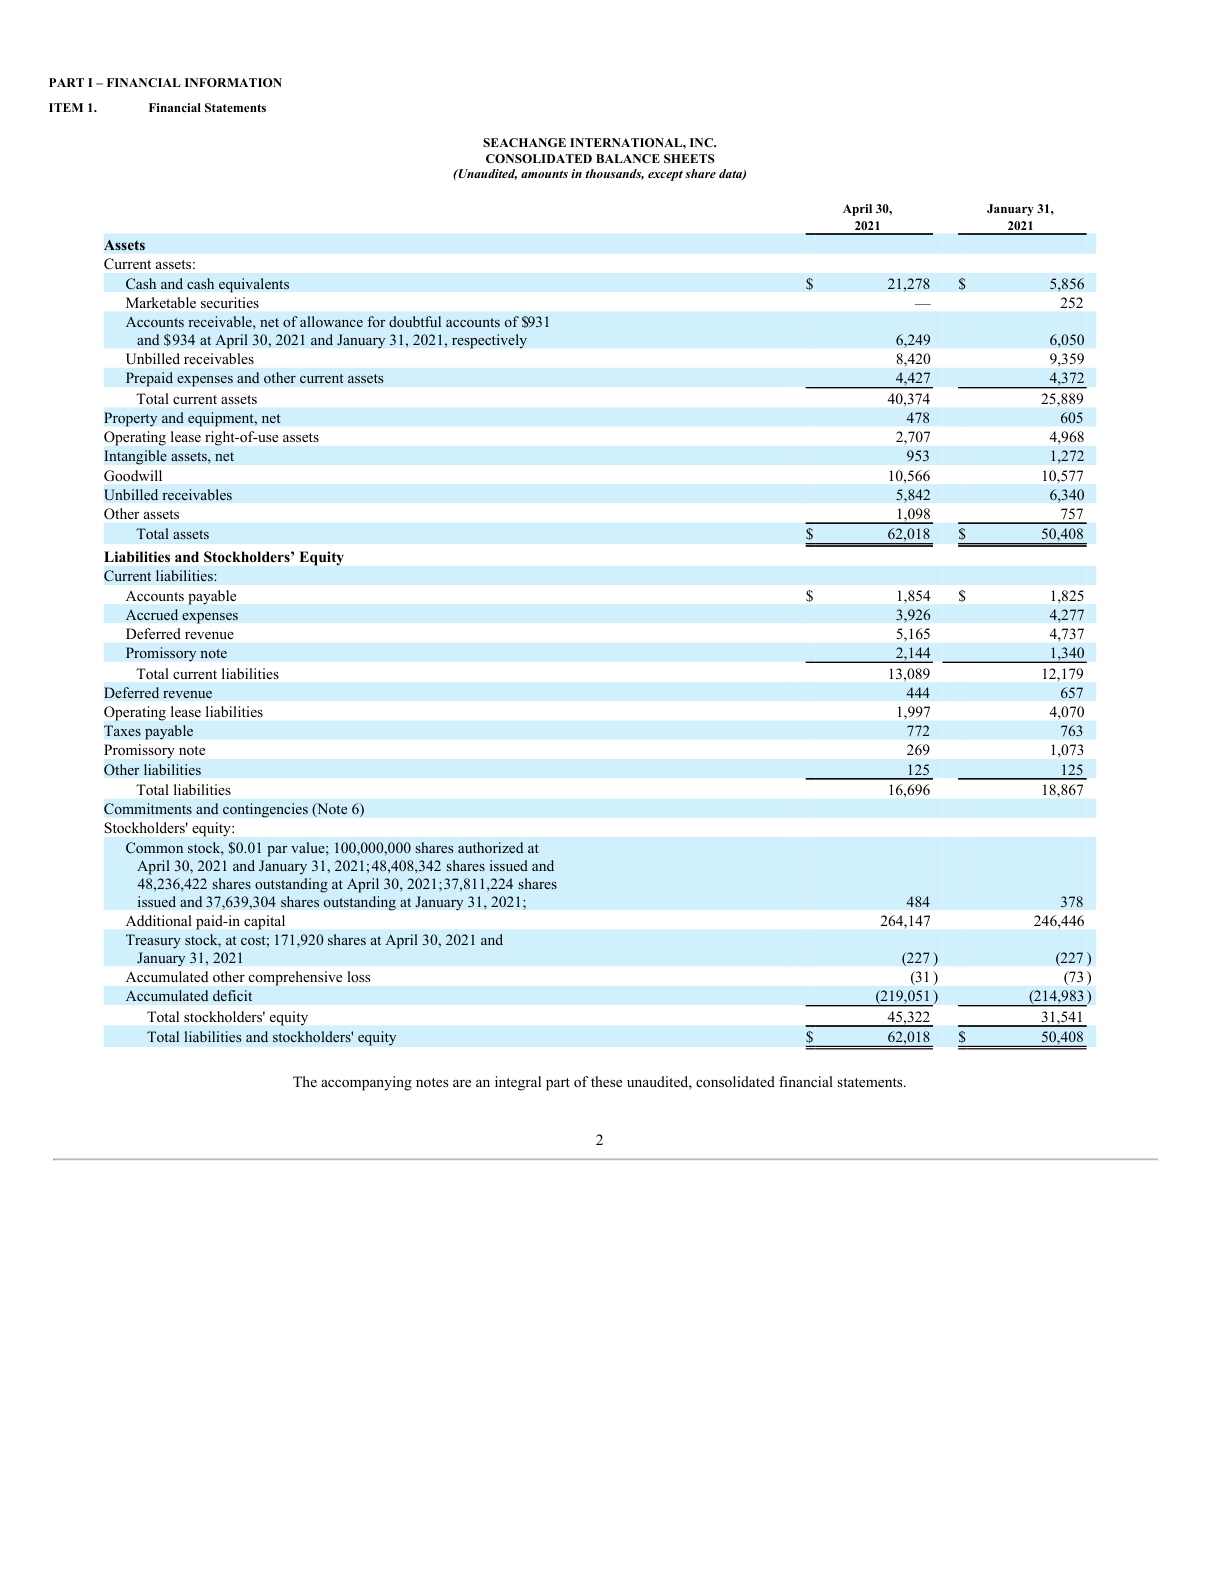 PART I – FINANCIAL INFORMATION
ITEM 1. Financial Statements
SEACHANGE INTERNATIONAL, INC.
CONSOLIDATED BALANCE SHEETS
(Unaudited, amounts in thousands, except share data)
April 30, January 31,
2021 2021
Assets
Current assets:
Cash and cash equivalents $ 21,278 $ 5,856
Marketable securities — 252
Accounts receivable, net of allowance for doubtful accounts of $931
and $934 at April 30, 2021 and January 31, 2021, respectively 6,249 6,050
Unbilled receivables 8,420 9,359
Prepaid expenses and other current assets 4,427 4,372
Total current assets 40,374 25,889
Property and equipment, net 478 605
Operating lease right-of-use assets 2,707 4,968
Intangible assets, net 953 1,272
Goodwill 10,566 10,577
Unbilled receivables 5,842 6,340
Other assets 1,098 757
Total assets $ 62,018 $ 50,408
Liabilities and Stockholders’ Equity
Current liabilities:
Accounts payable $ 1,854 $ 1,825
Accrued expenses 3,926 4,277
Deferred revenue 5,165 4,737
Promissory note 2,144 1,340
Total current liabilities 13,089 12,179
Deferred revenue 444 657
Operating lease liabilities 1,997 4,070
Taxes payable 772 763
Promissory note 269 1,073
Other liabilities 125 125
Total liabilities 16,696 18,867
Commitments and contingencies (Note 6)
Stockholders' equity:
Common stock, $0.01 par value; 100,000,000 shares authorized at
April 30, 2021 and January 31, 2021; 48,408,342 shares issued and
48,236,422 shares outstanding at April 30, 2021; 37,811,224 shares
issued and 37,639,304 shares outstanding at January 31, 2021; 484 378
Additional paid-in capital 264,147 246,446
Treasury stock, at cost; 171,920 shares at April 30, 2021 and
January 31, 2021 (227 ) (227 )
Accumulated other comprehensive loss (31 ) (73 )
Accumulated deficit (219,051 ) (214,983 )
Total stockholders' equity 45,322 31,541
Total liabilities and stockholders' equity $ 62,018 $ 50,408
The accompanying notes are an integral part of these unaudited, consolidated financial statements.
2